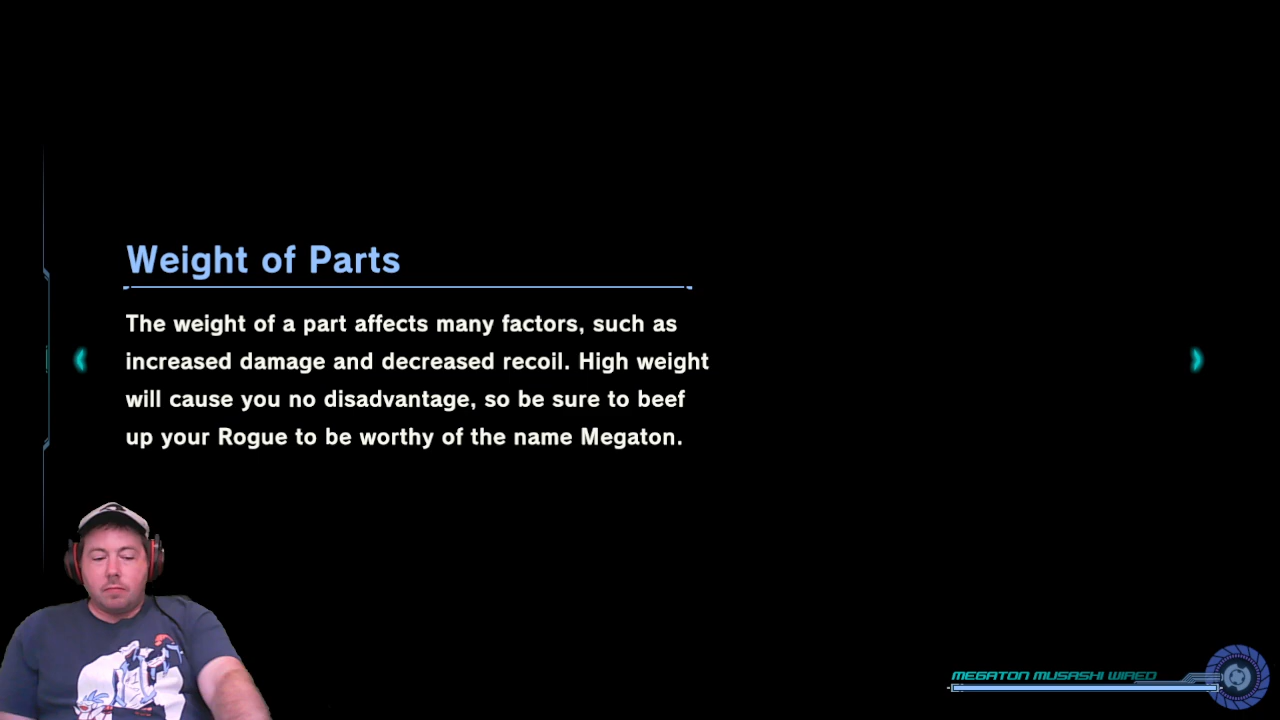 Weight of Parts
The weight of a part affects many factors, such as
increased damage and decreased recoil. High weight
will cause you no disadvantage, so be sure to beef
up your Rogue to be worthy of the name Megaton.
MEGATON MUSASHI WIRED